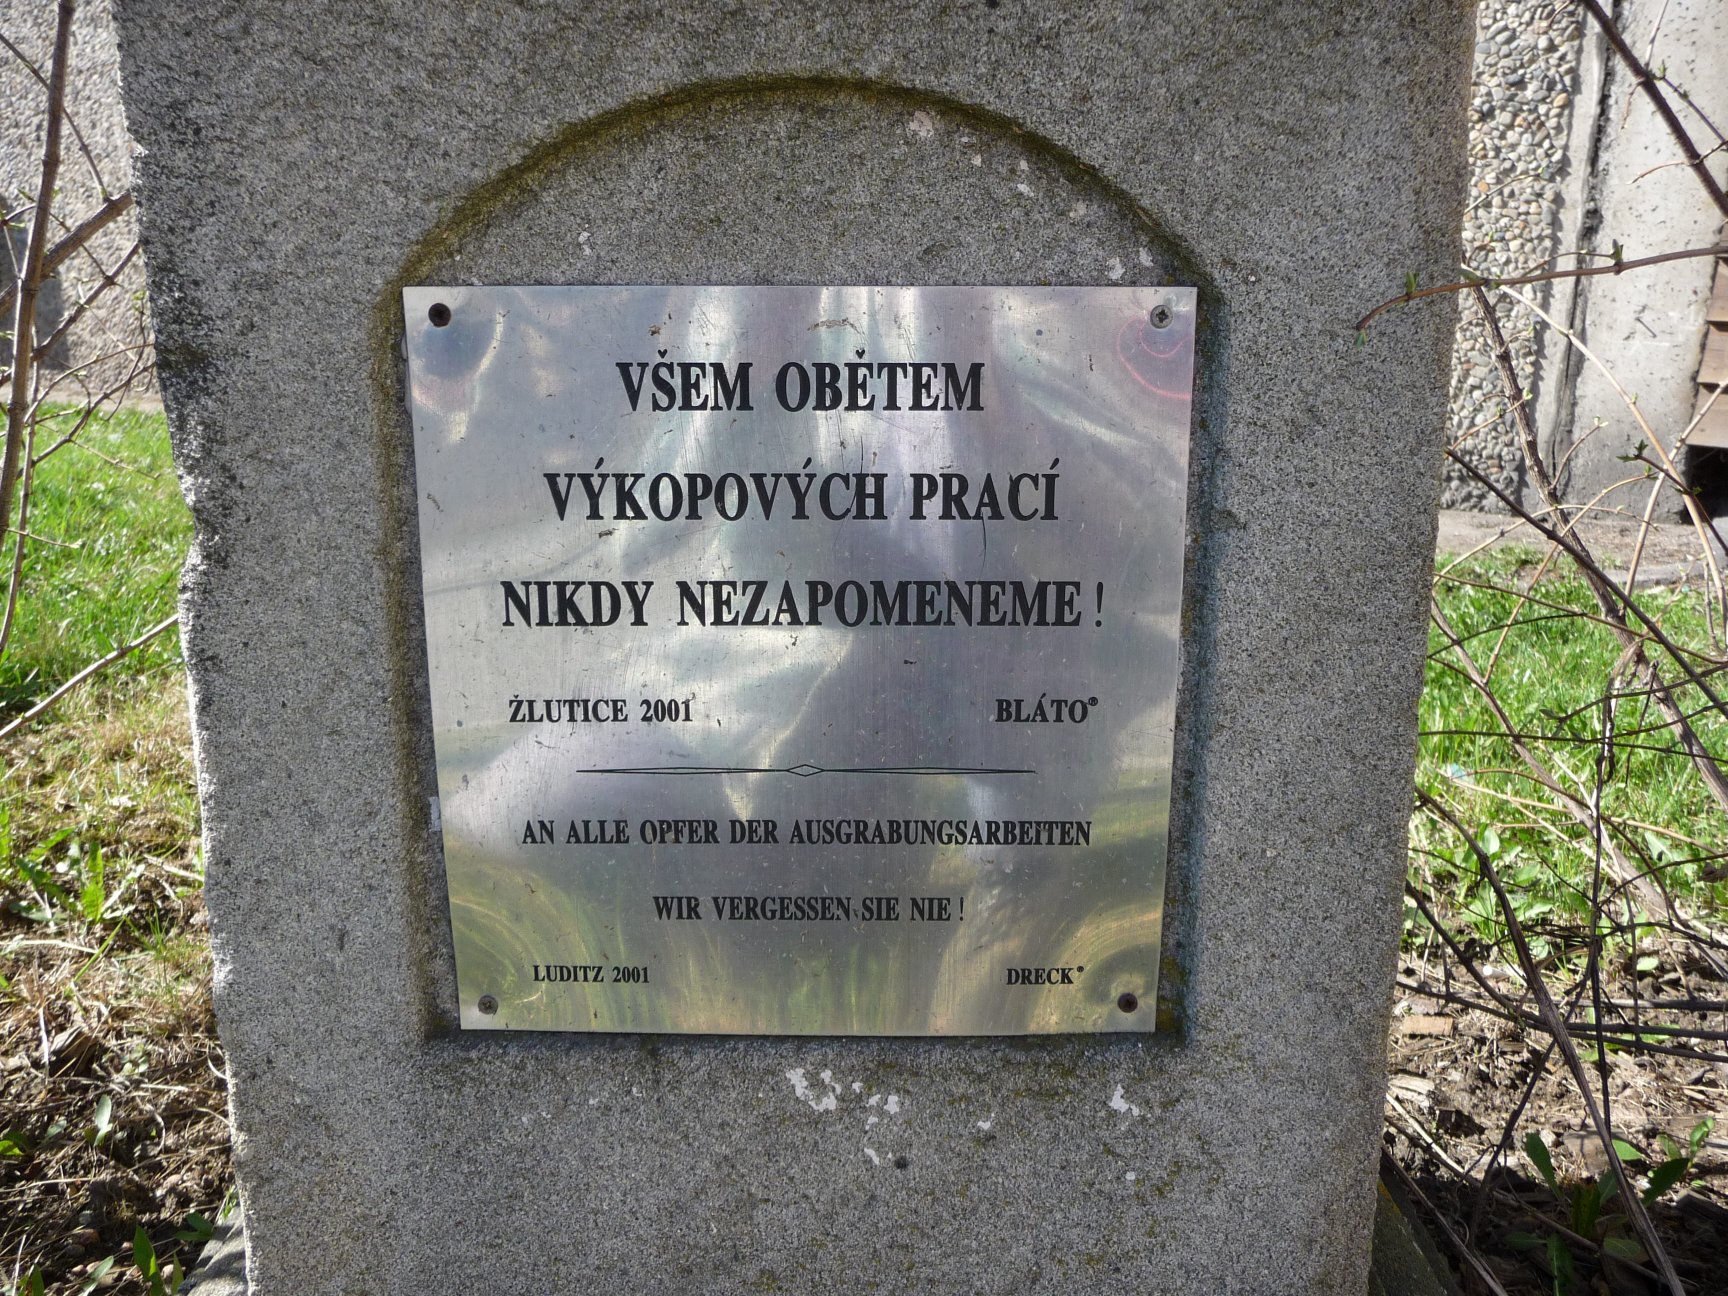 VŠEM OBĚTEM
VÝKOPOVÝCH PRACÍ
NIKDY NEZAPOMENEME!
ŽLUTICE 2001 BLÁTO®
AN ALLE OPFER DER AUSGRABUNGSARBEITEN
WIR VERGESSEN SIE NIE!
LUDITZ 2001 DRECK®